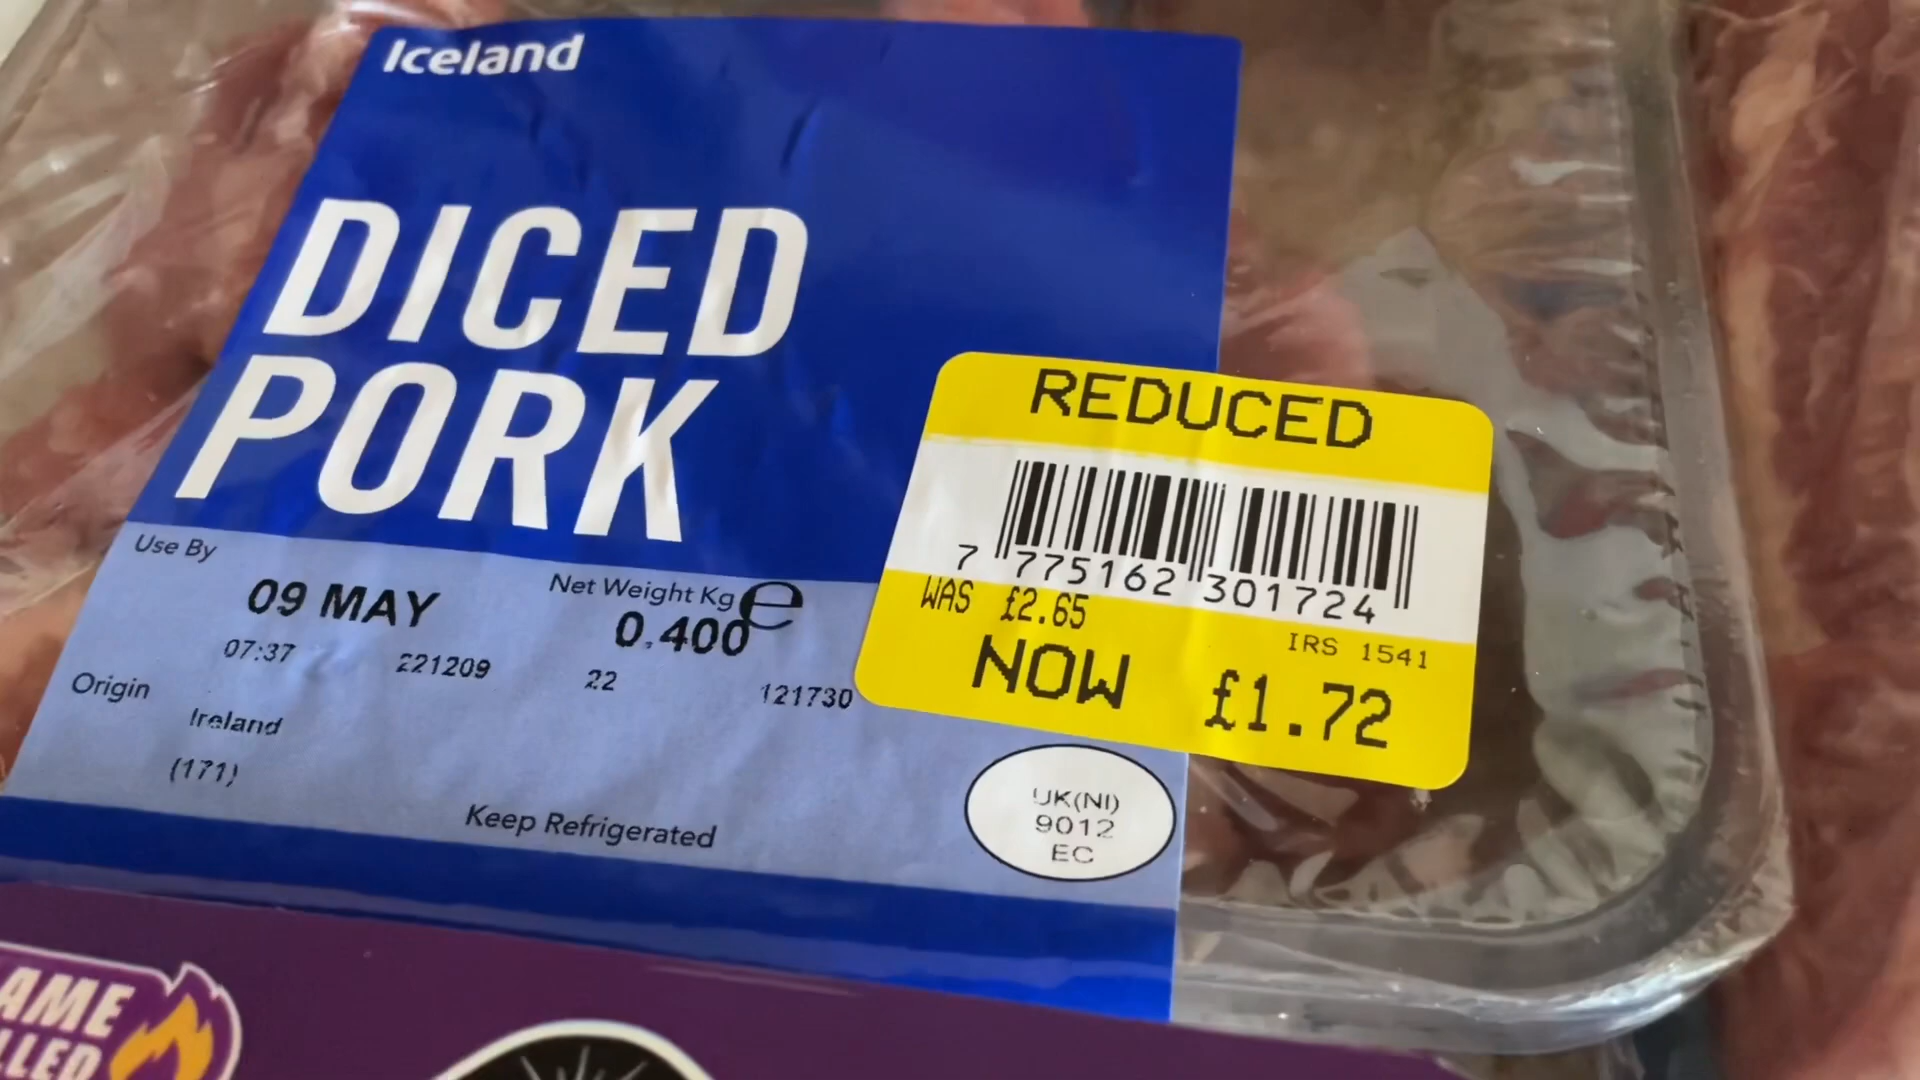 Iceland
DICED
PORK
REDUCED
7 775162 301724
WAS £2.65
IRS 1541
NOW £1.72
Use By
09 MAY
Net Weight Kg e
0.400
07:37 221209 22 121730
Origin
Ireland
(171)
Keep Refrigerated
UK(NI)
9012
EC
AME
LLED